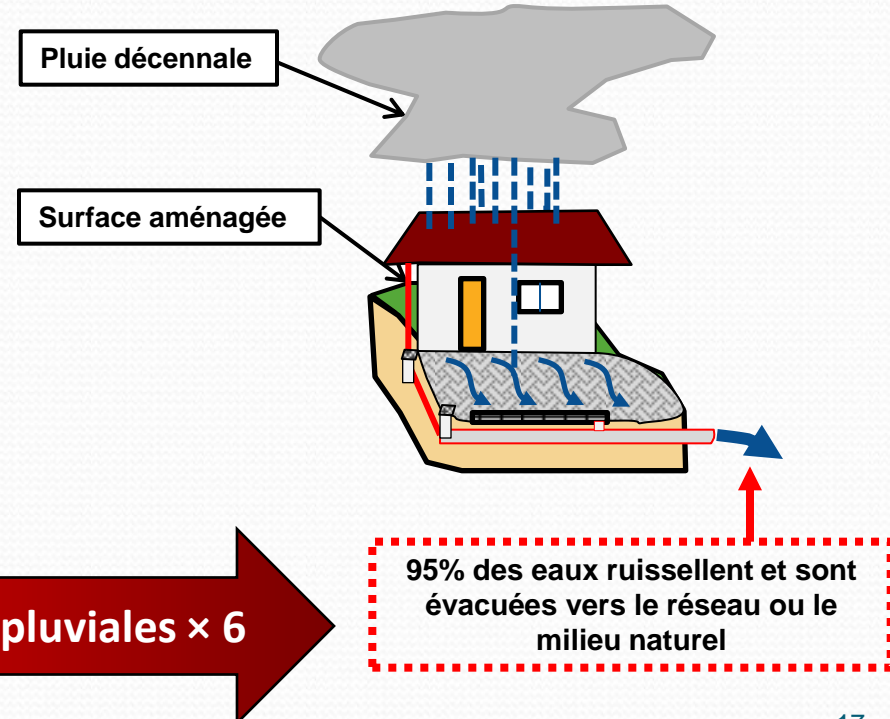 Pluie décennale
Surface aménagée
pluviales × 6
95% des eaux ruissellent et sont
évacuées vers le réseau ou le
milieu naturel